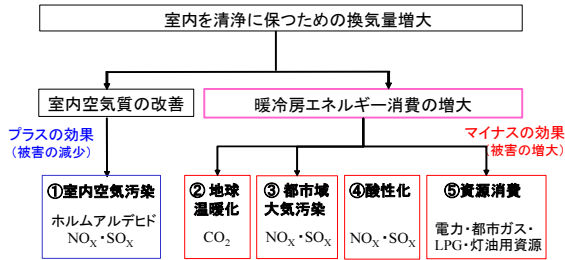 室内を清浄に保つための換気量増大
室内空気質の改善
暖冷房エネルギー消費の増大
プラスの効果
(被害の減少)
マイナスの効果
(被害の増大)
①室内空気汚染
ホルムアルデヒド
NOX・SOX
② 地球
温暖化
CO2
③ 都市域
大気汚染
NOX・SOX
④酸性化
NOX・SOX
⑤資源消費
電力・都市ガス・
LPG・灯油用資源